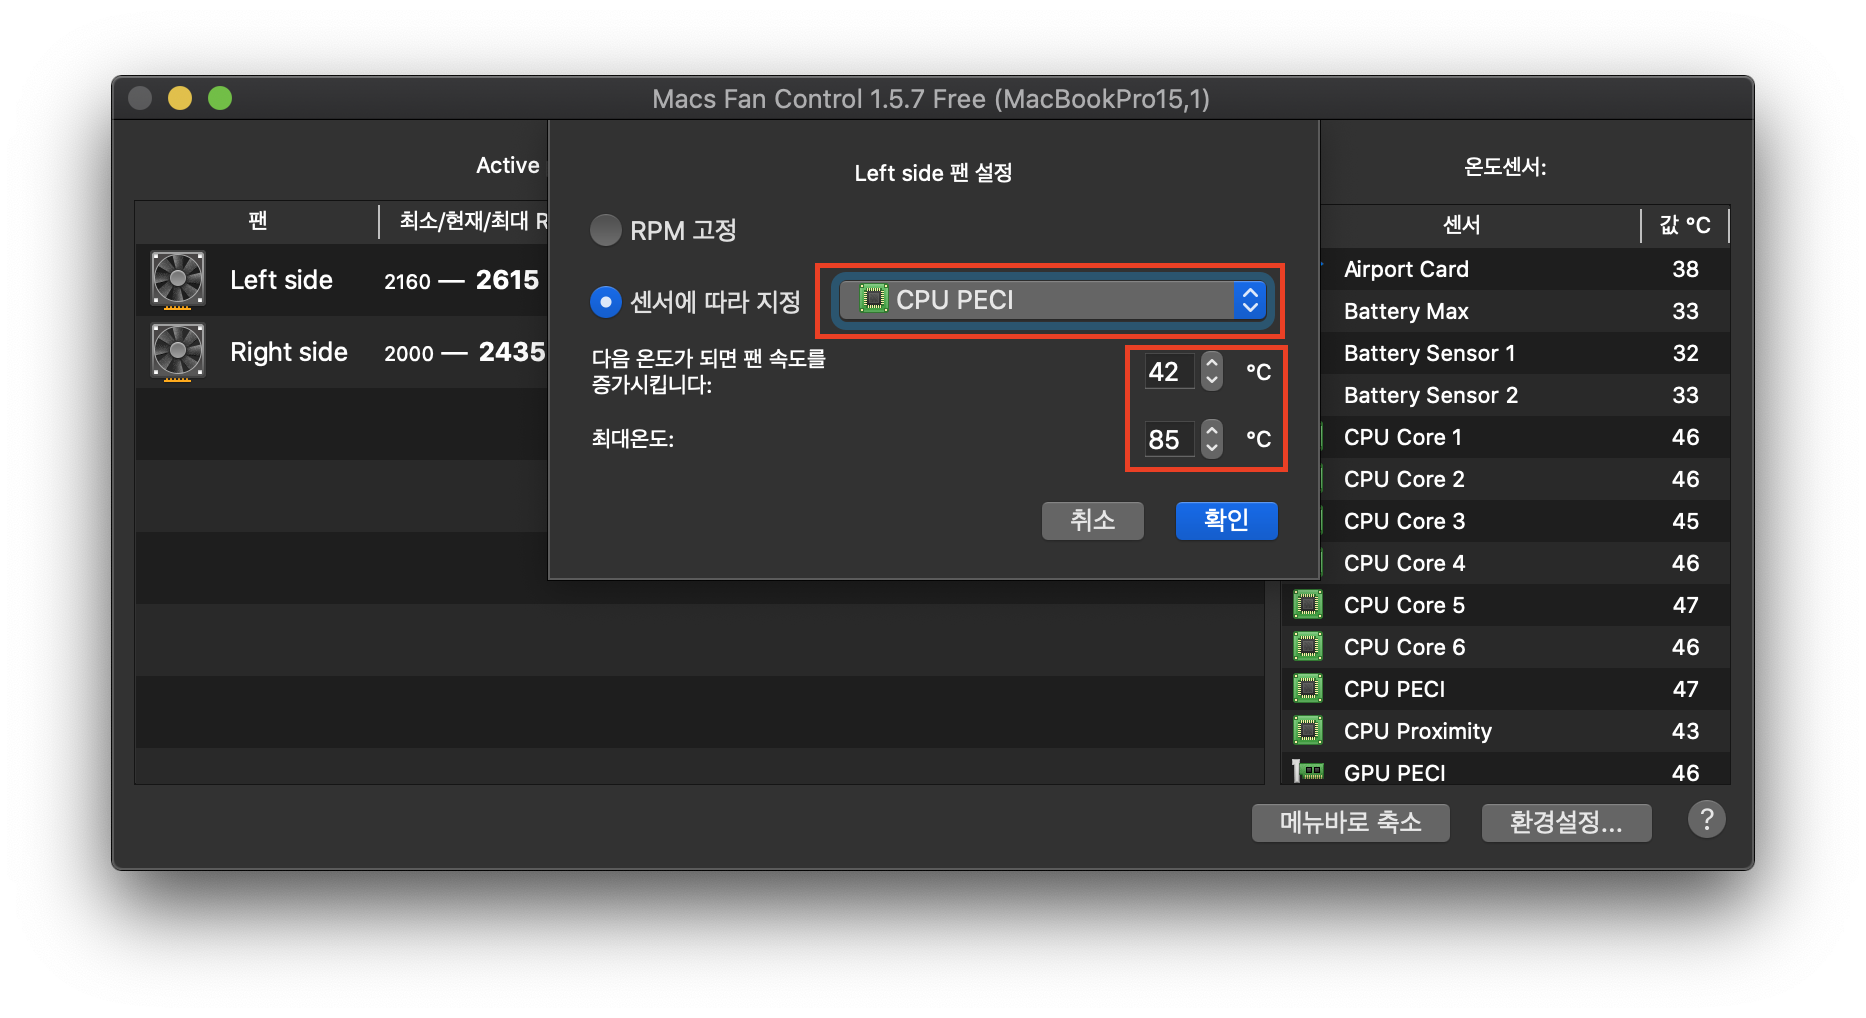 Macs Fan Control 1.5.7 Free (MacBookPro15,1)
Active
팬
최소/현재/최대 R
Left side
2160 — 2615
Right side
2000 — 2435
Left side 팬 설정
RPM 고정
센서에 따라 지정
CPU PECI
다음 온도가 되면 팬 속도를
증가시킵니다:
42 °C
최대온도:
85 °C
취소
확인
온도센서:
센서
값 °C
Airport Card 38
Battery Max 33
Battery Sensor 1 32
Battery Sensor 2 33
CPU Core 1 46
CPU Core 2 46
CPU Core 3 45
CPU Core 4 46
CPU Core 5 47
CPU Core 6 46
CPU PECI 47
CPU Proximity 43
GPU PECI 46
메뉴바로 축소
환경설정...
?